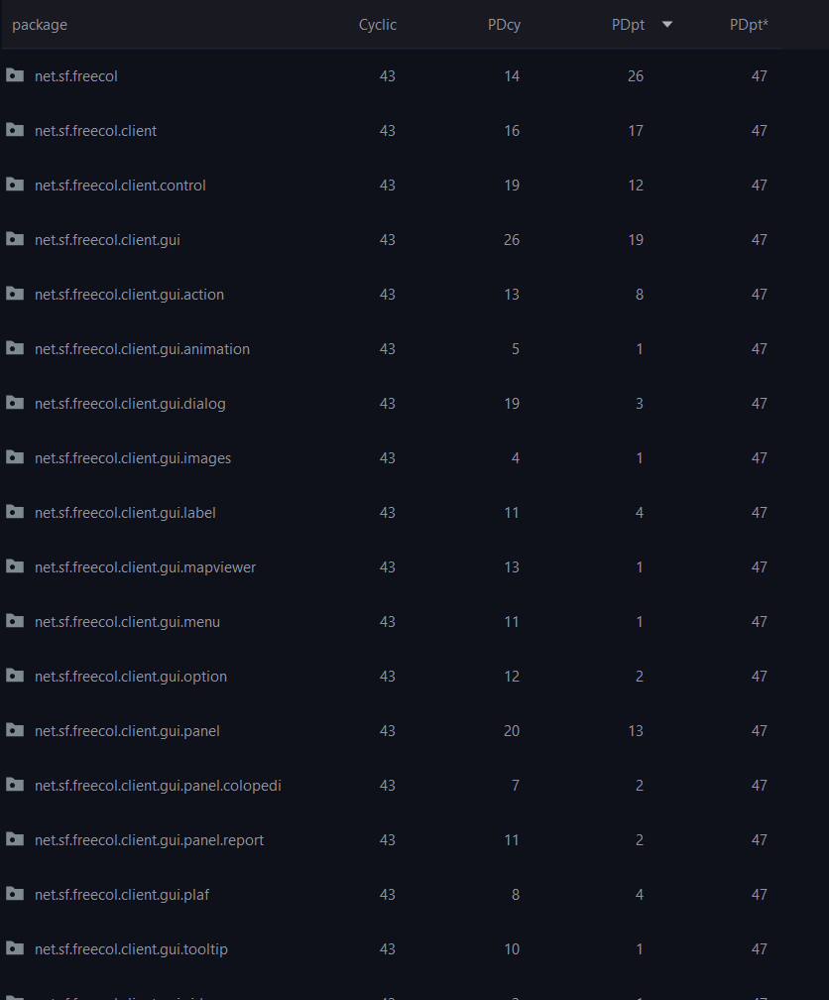 package Cyclic PDcy PDpt PDpt*
net.sf.freecol 43 14 26 47
net.sf.freecol.client 43 16 17 47
net.sf.freecol.client.control 43 19 12 47
net.sf.freecol.client.gui 43 26 19 47
net.sf.freecol.client.gui.action 43 13 8 47
net.sf.freecol.client.gui.animation 43 5 1 47
net.sf.freecol.client.gui.dialog 43 19 3 47
net.sf.freecol.client.gui.images 43 4 1 47
net.sf.freecol.client.gui.label 43 11 4 47
net.sf.freecol.client.gui.mapviewer 43 13 1 47
net.sf.freecol.client.gui.menu 43 11 1 47
net.sf.freecol.client.gui.option 43 12 2 47
net.sf.freecol.client.gui.panel 43 20 13 47
net.sf.freecol.client.gui.panel.colopedi 43 7 2 47
net.sf.freecol.client.gui.panel.report 43 11 2 47
net.sf.freecol.client.gui.plaf 43 8 4 47
net.sf.freecol.client.gui.tooltip 43 10 1 47